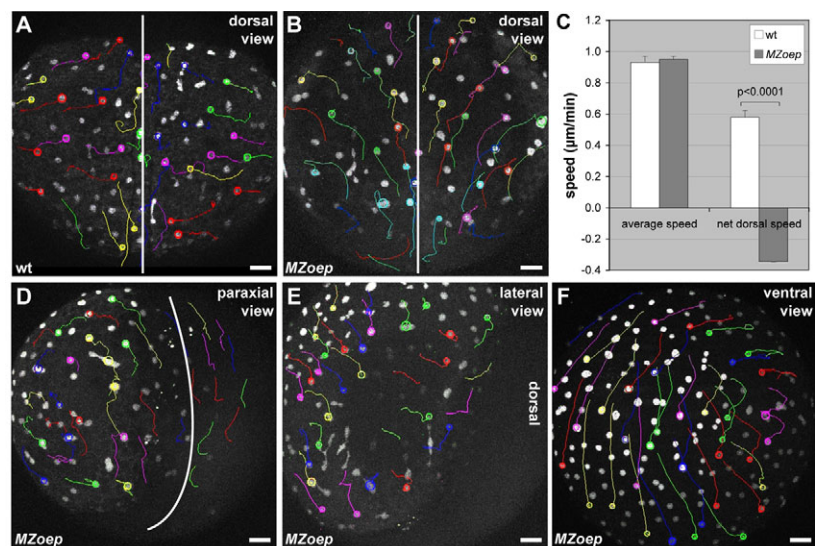 A
dorsal
view
wt
B
dorsal
view
MZoep
C
wt
MZoep
p<0.0001
speed (µm/min)
1.2
1.0
0.8
0.6
0.4
0.2
0.0
-0.2
-0.4
average speed
net dorsal speed
D
paraxial
view
MZoep
E
lateral
view
dorsal
MZoep
F
ventral
view
MZoep